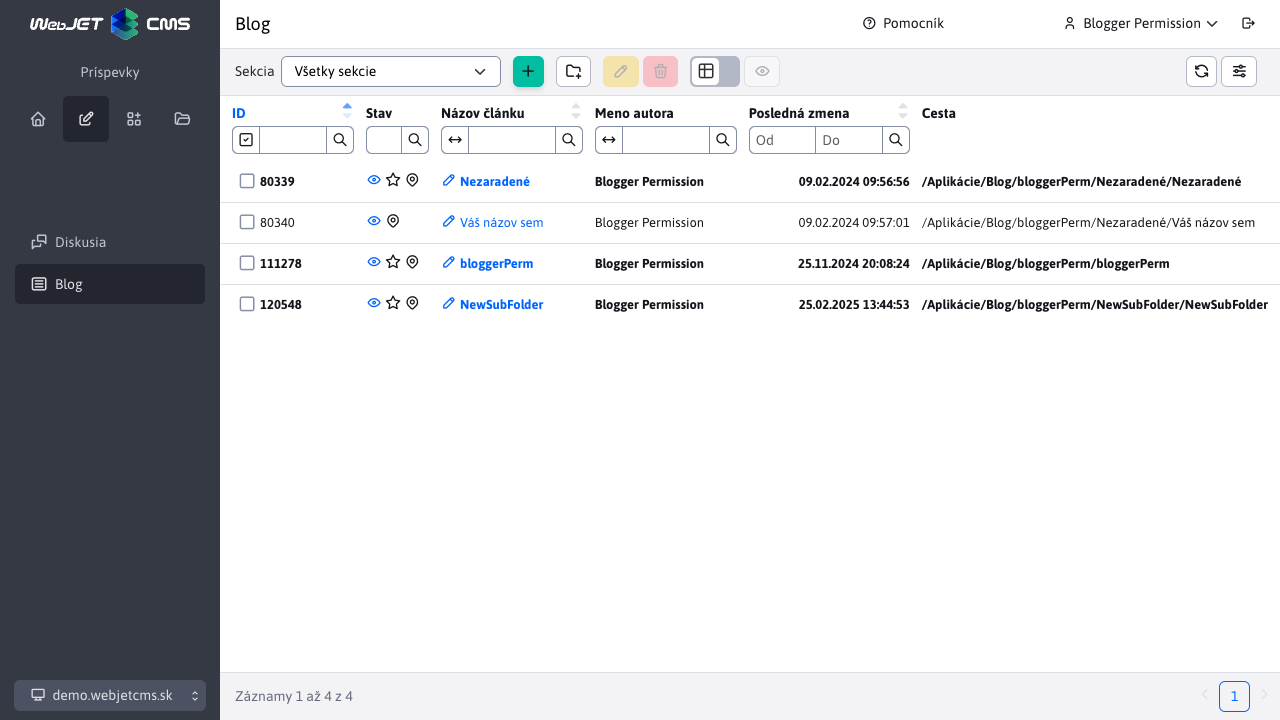 WebJET CMS
Príspevky
Diskusia
Blog
demo.webjetcms.sk
Blog
Pomocník
Blogger Permission
Sekcia
Všetky sekcie
ID Stav Názov článku Meno autora Posledná zmena Cesta
Od Do
80339 Nezaradené Blogger Permission 09.02.2024 09:56:56 /Aplikácie/Blog/bloggerPerm/Nezaradené/Nezaradené
80340 Váš názov sem Blogger Permission 09.02.2024 09:57:01 /Aplikácie/Blog/bloggerPerm/Nezaradené/Váš názov sem
111278 bloggerPerm Blogger Permission 25.11.2024 20:08:24 /Aplikácie/Blog/bloggerPerm/bloggerPerm
120548 NewSubFolder Blogger Permission 25.02.2025 13:44:53 /Aplikácie/Blog/bloggerPerm/NewSubFolder/NewSubFolder
Záznamy 1 až 4 z 4
1